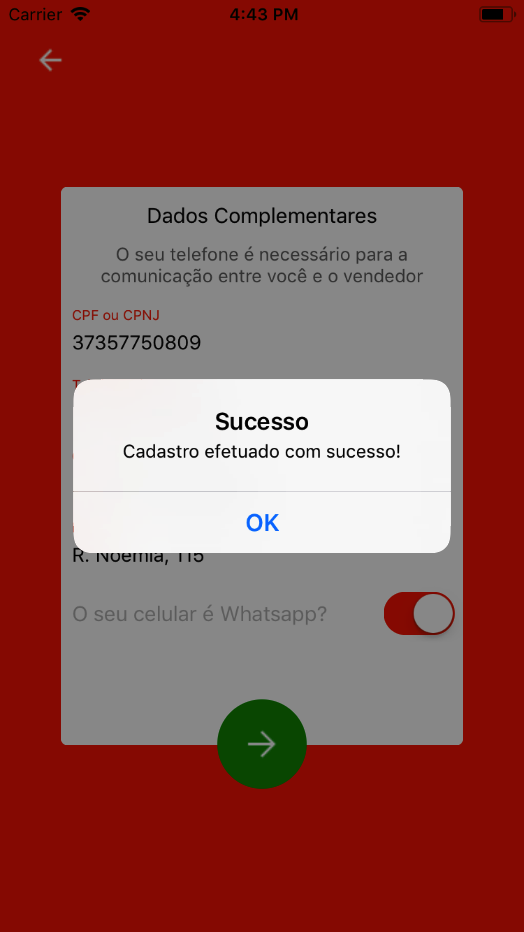 Carrier 4:43 PM
Dados Complementares
O seu telefone é necessário para a
comunicação entre você e o vendedor
CPF ou CPNJ
37357750809
Sucesso
Cadastro efetuado com sucesso!
OK
R. Noemia, 115
O seu celular é Whatsapp?